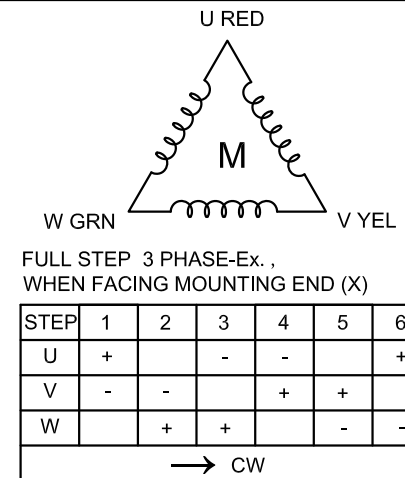 U RED
M
W GRN V YEL
FULL STEP 3 PHASE-Ex. ,
WHEN FACING MOUNTING END (X)
STEP 1 2 3 4 5 6
U + - - +
V - - + +
W + + - -
CW